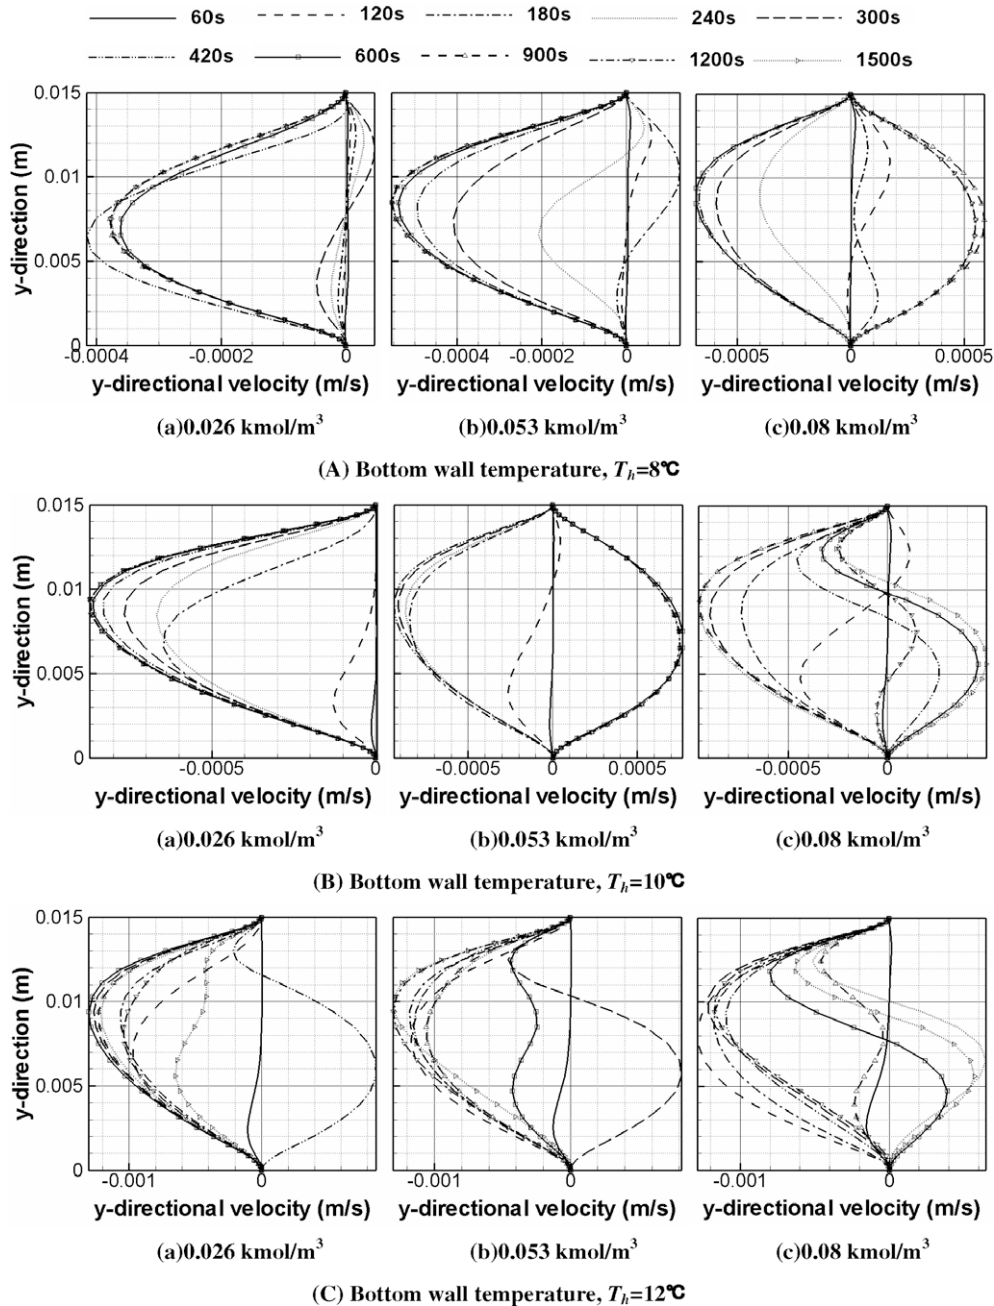 60s 120s 180s 240s 300s
420s 600s 900s 1200s 1500s
y-direction (m)
0.015
0.01
0.005
0
-0.0004 -0.0002 0
-0.0004 -0.0002 0
-0.0005 0 0.0005
y-directional velocity (m/s) y-directional velocity (m/s) y-directional velocity (m/s)
(a)0.026 kmol/m³ (b)0.053 kmol/m³ (c)0.08 kmol/m³
(A) Bottom wall temperature, Tₕ=8℃
y-direction (m)
0.015
0.01
0.005
0
-0.0005 0
-0.0005 0 0.0005
-0.0005 0
y-directional velocity (m/s) y-directional velocity (m/s) y-directional velocity (m/s)
(a)0.026 kmol/m³ (b)0.053 kmol/m³ (c)0.08 kmol/m³
(B) Bottom wall temperature, Tₕ=10℃
y-direction (m)
0.015
0.01
0.005
0
-0.001 0
-0.001 0
-0.001 0
y-directional velocity (m/s) y-directional velocity (m/s) y-directional velocity (m/s)
(a)0.026 kmol/m³ (b)0.053 kmol/m³ (c)0.08 kmol/m³
(C) Bottom wall temperature, Tₕ=12℃